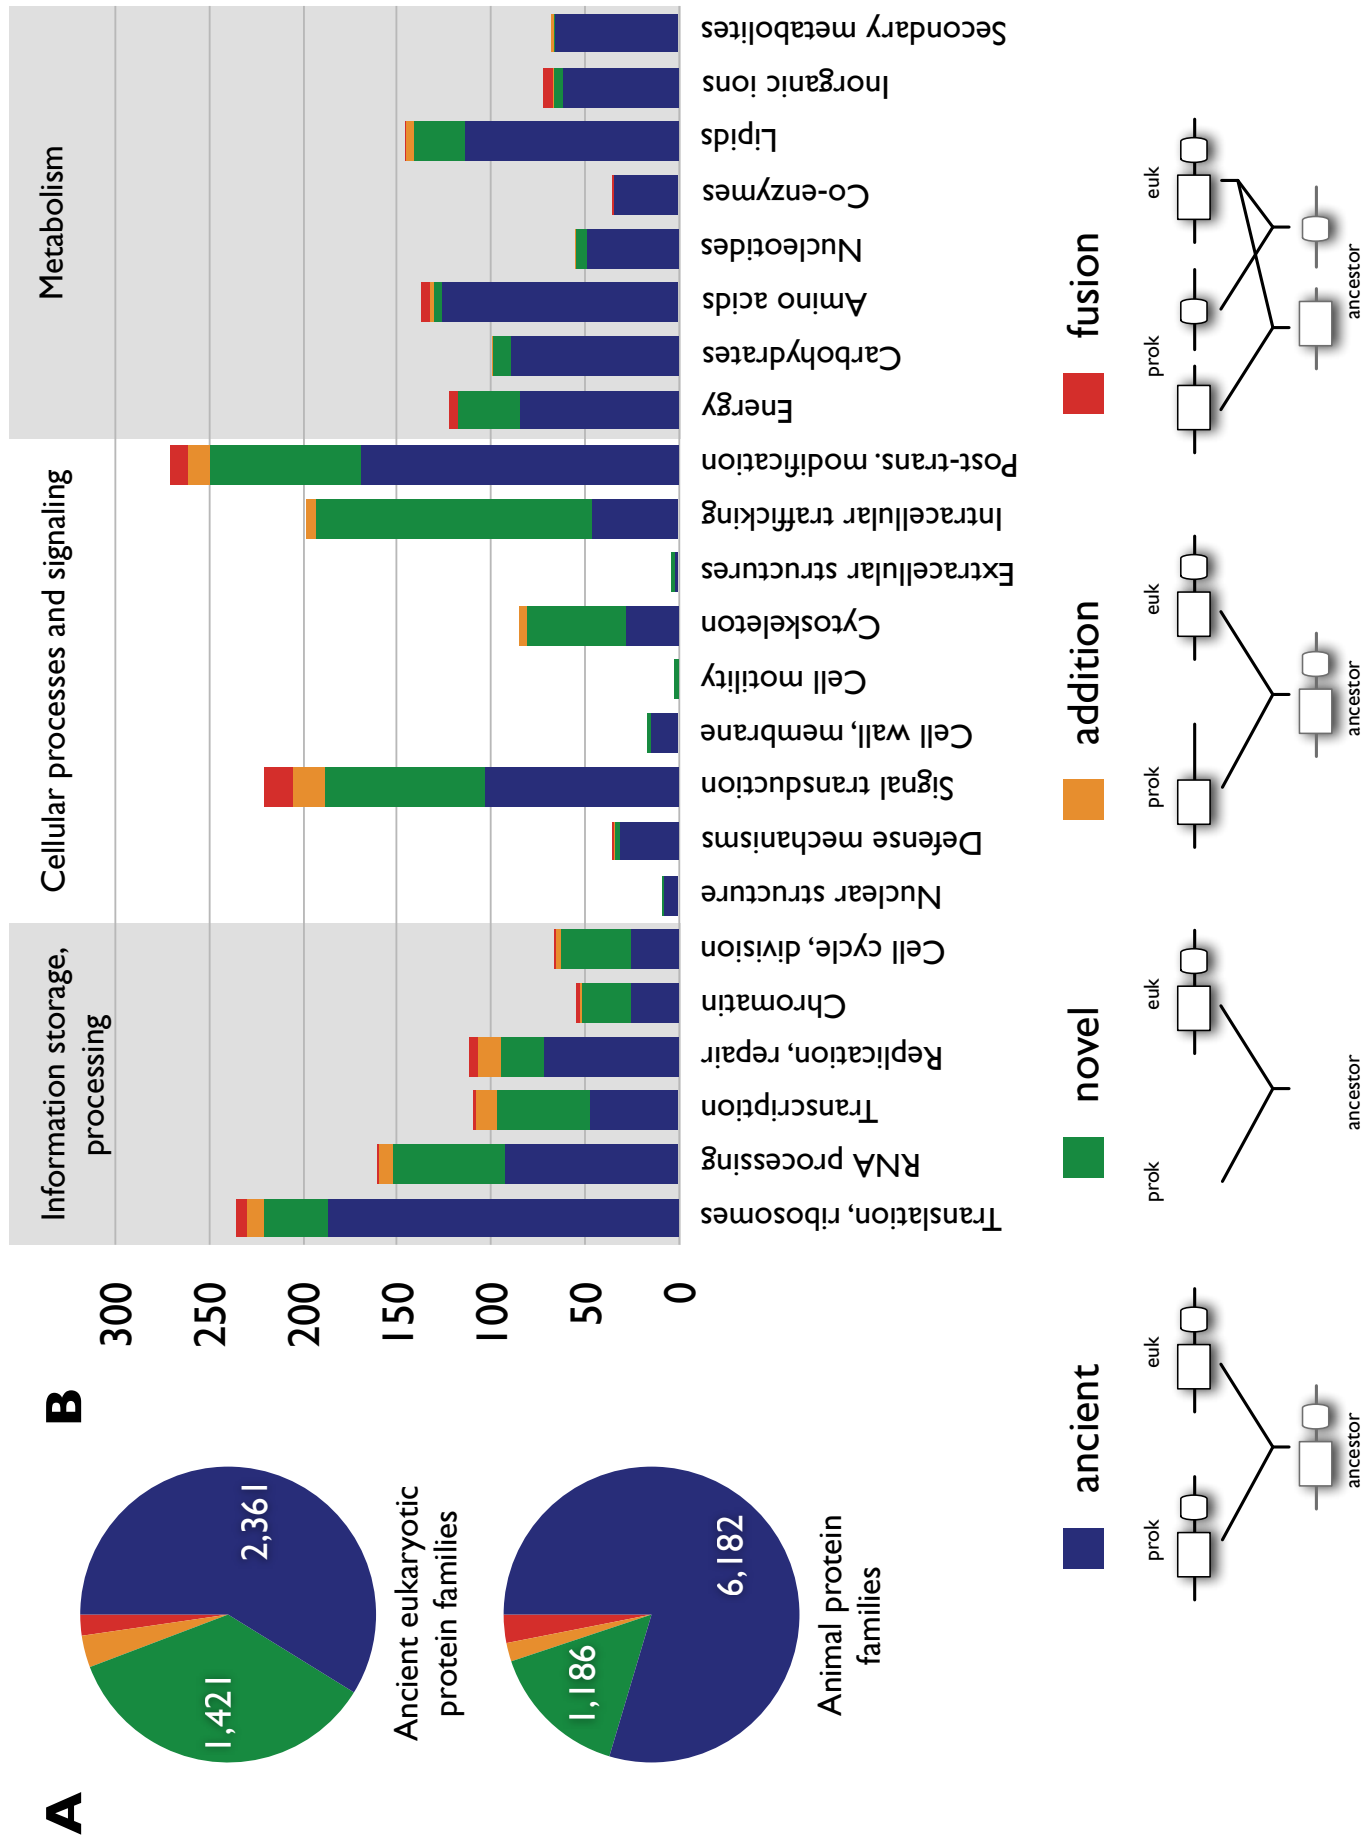 A
2,361
1,421
Ancient eukaryotic
protein families
6,182
1,186
Animal protein
families
B
Information storage,
processing
Cellular processes and signaling
Metabolism
300
250
200
150
100
50
0
Translation, ribosomes
RNA processing
Transcription
Replication, repair
Chromatin
Cell cycle, division
Nuclear structure
Defense mechanisms
Signal transduction
Cell wall, membrane
Cell motility
Cytoskeleton
Extracellular structures
Intracellular trafficking
Post-trans. modification
Energy
Carbohydrates
Amino acids
Nucleotides
Co-enzymes
Lipids
Inorganic ions
Secondary metabolites
ancient
prok
euk
ancestor
novel
prok
euk
ancestor
addition
prok
euk
ancestor
fusion
prok
euk
ancestor